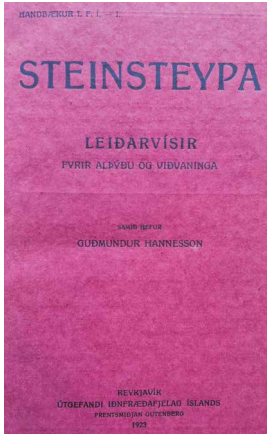 HANDBÆKUR I. F. Í. I.
STEINSTEYPA
LEIÐARVÍSIR
FYRIR ALÞÝÐU OG VIÐVANINGA
SAMIÐ HEFUR
GUÐMUNDUR HANNESSON
REYKJAVÍK
ÚTGEFANDI IÐNFRÆÐAFJELAG ÍSLANDS
PRENTSMIÐJAN GUTENBERG
1923